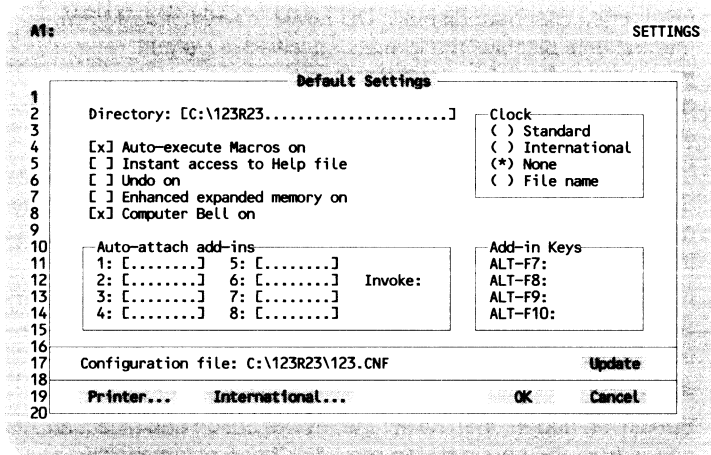 A1: SETTINGS
Default Settings
1
2 Directory: [C:\123R23......................] Clock
3 ( ) Standard
4 [x] Auto-execute Macros on ( ) International
5 [ ] Instant access to Help file (*) None
6 [ ] Undo on ( ) File name
7 [ ] Enhanced expanded memory on
8 [x] Computer Bell on
9
10 Auto-attach add-ins Add-in Keys
11 1: [........] 5: [........] ALT-F7:
12 2: [........] 6: [........] Invoke: ALT-F8:
13 3: [........] 7: [........] ALT-F9:
14 4: [........] 8: [........] ALT-F10:
15
16
17 Configuration file: C:\123R23\123.CNF Update
18
19 Printer... International... OK Cancel
20